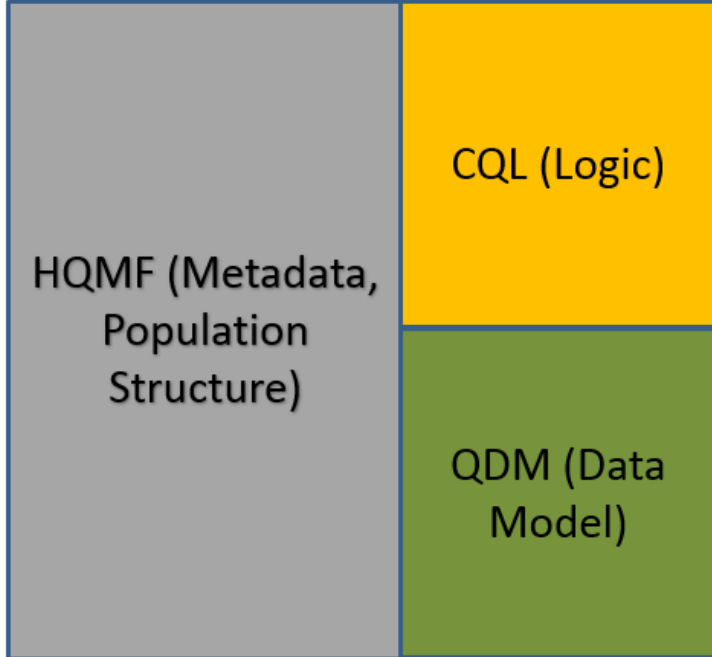 HQMF (Metadata,
Population
Structure)
CQL (Logic)
QDM (Data
Model)